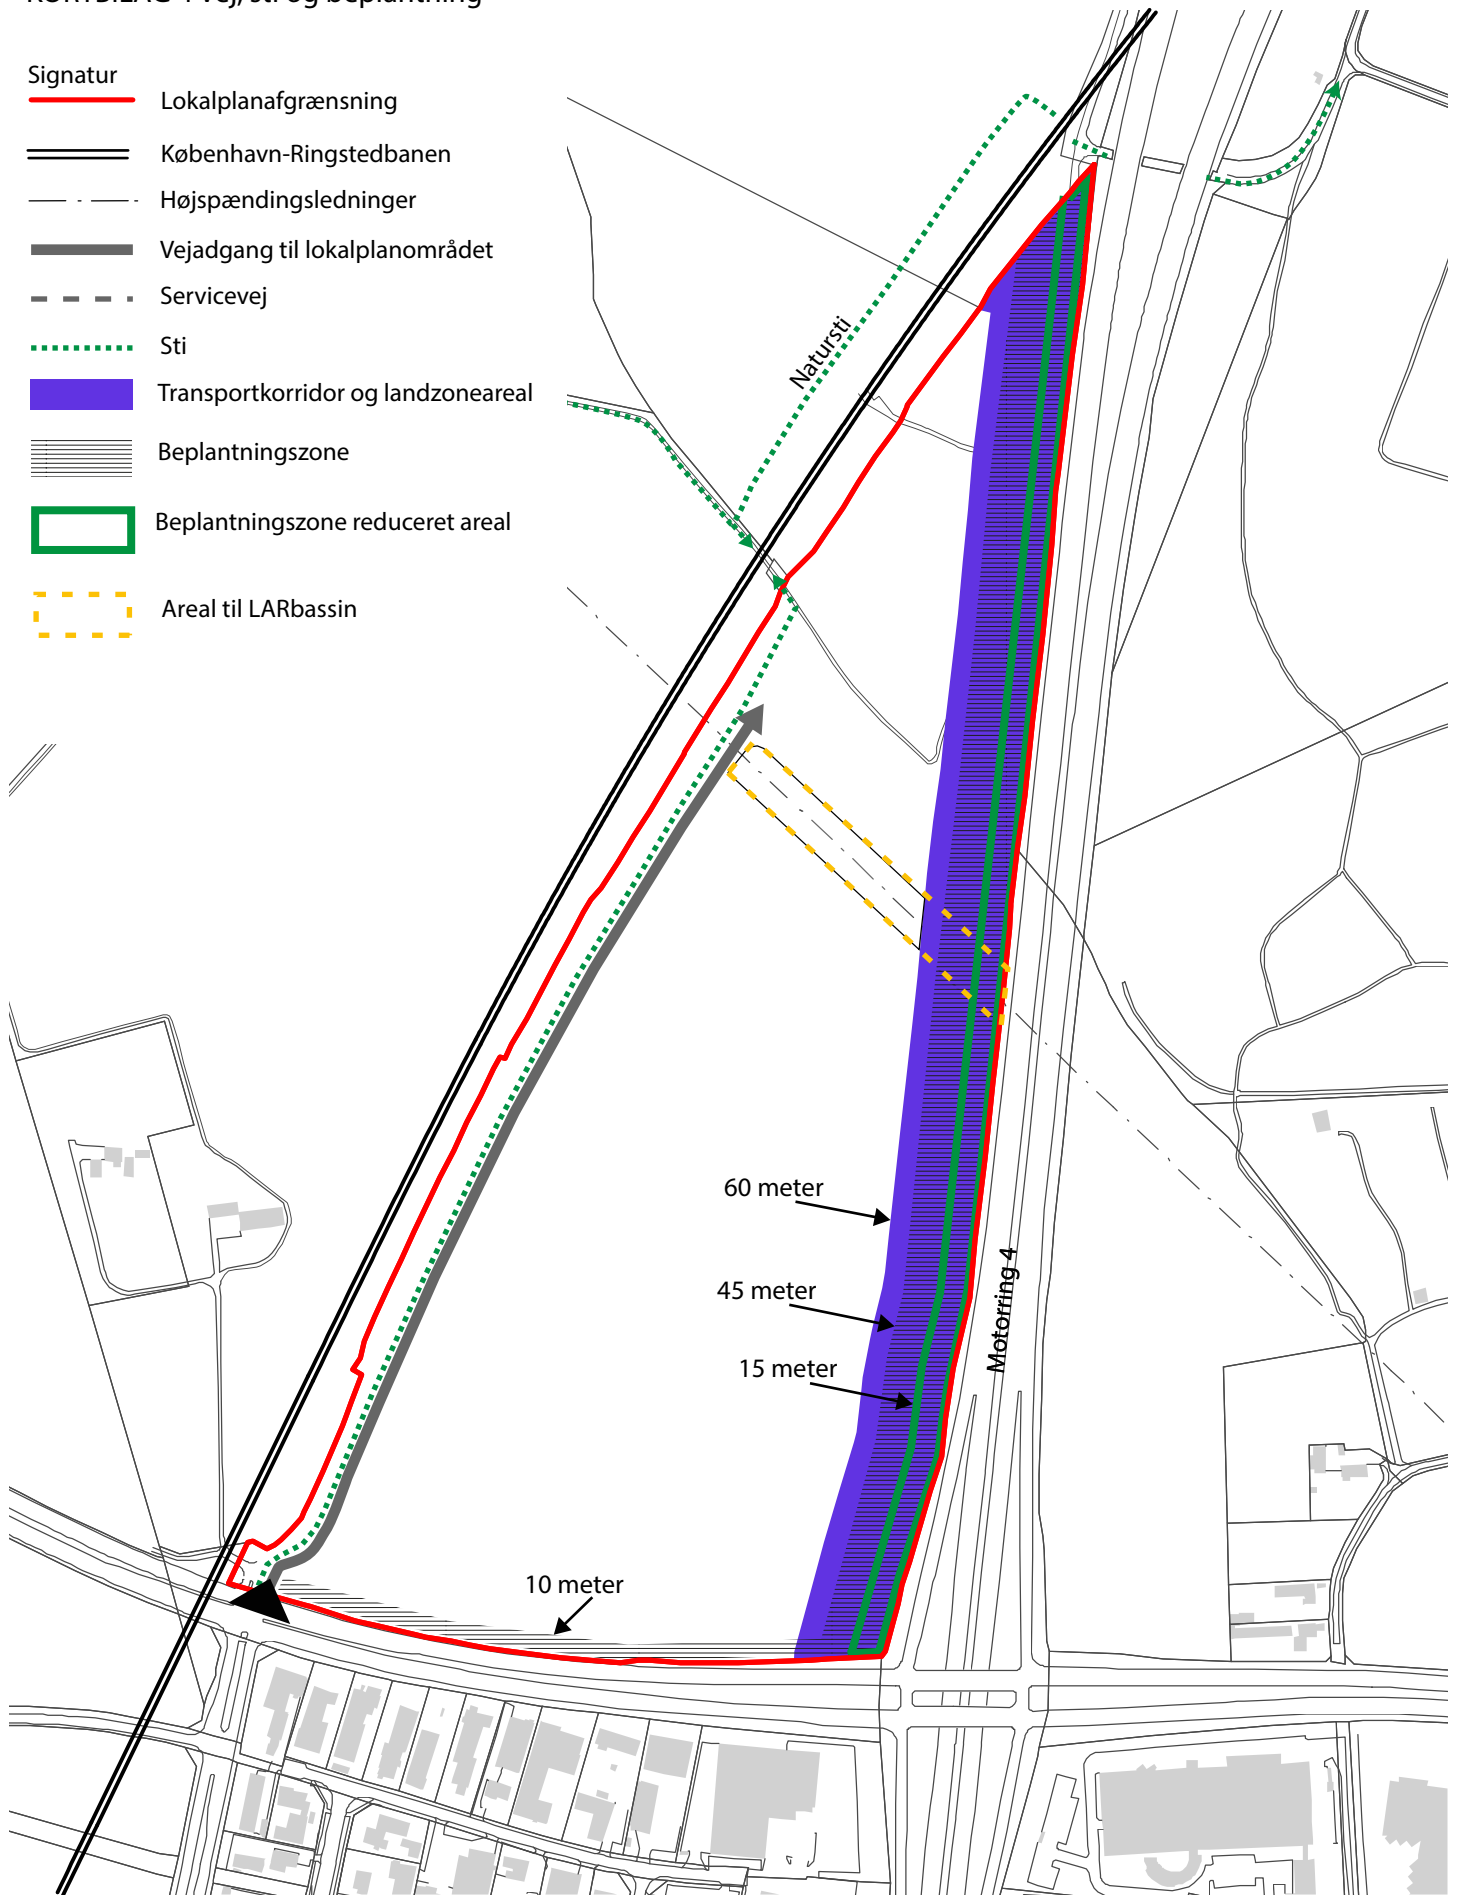 Signatur
Lokalplanafgrænsning
København-Ringstedbanen
Højspændingsledninger
Vejadgang til lokalplanområdet
Servicevej
Sti
Transportkorridor og landzoneareal
Beplantningszone
Beplantningszone reduceret areal
Areal til LARbassin
Natursti
60 meter
45 meter
Motorring 4
15 meter
10 meter